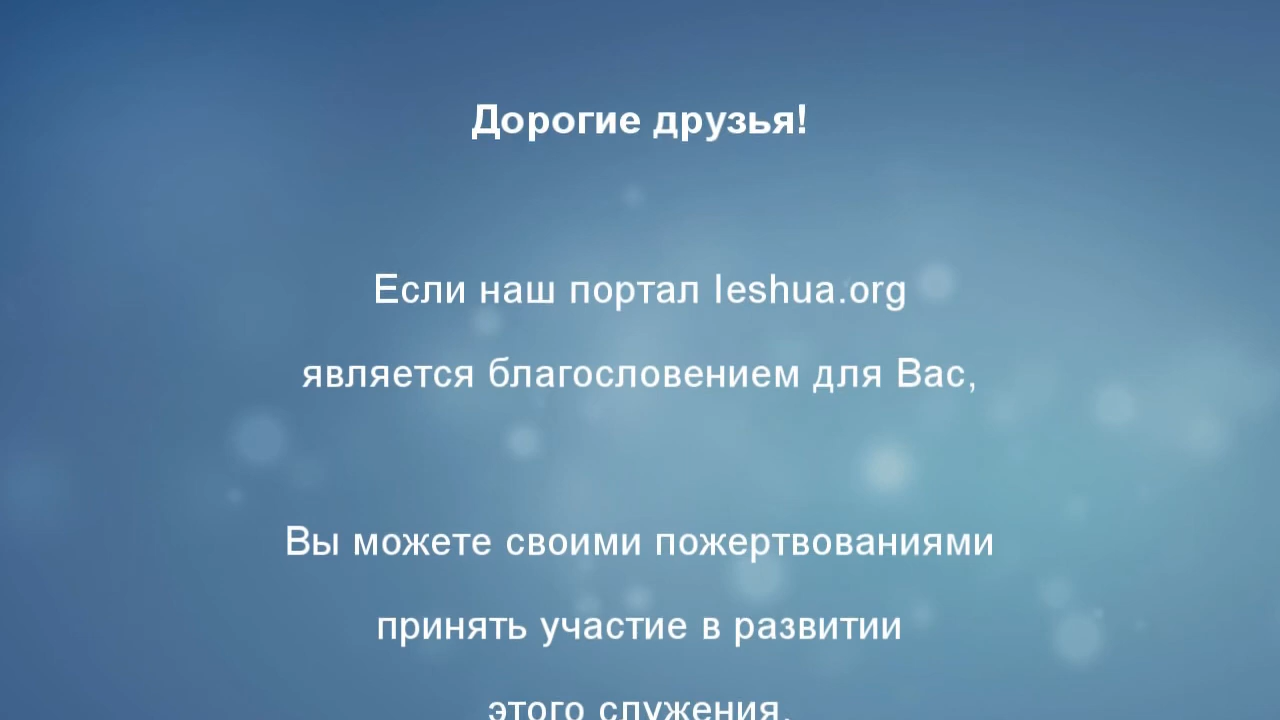 Дорогие друзья!
Если наш портал Ieshua.org
является благословением для Вас,
Вы можете своими пожертвованиями
принять участие в развитии
этого служения.